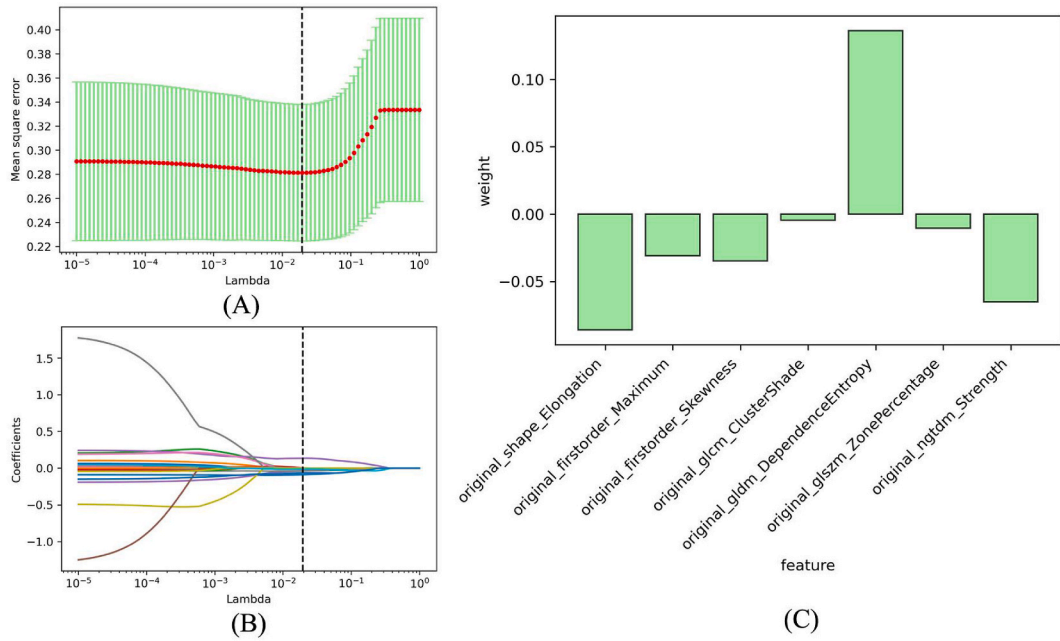 0.40
0.38
0.36
0.34
0.32
0.30
0.28
0.26
0.24
0.22
Mean square error
10⁻⁵ 10⁻⁴ 10⁻³ 10⁻² 10⁻¹ 10⁰
Lambda
(A)
1.5
1.0
0.5
0.0
−0.5
−1.0
Coefficients
10⁻⁵ 10⁻⁴ 10⁻³ 10⁻² 10⁻¹ 10⁰
Lambda
(B)
0.10
0.05
0.00
−0.05
weight
original_shape_Elongation
original_firstorder_Maximum
original_firstorder_Skewness
original_glcm_ClusterShade
original_gldm_DependenceEntropy
original_glszm_ZonePercentage
original_ngtdm_Strength
feature
(C)